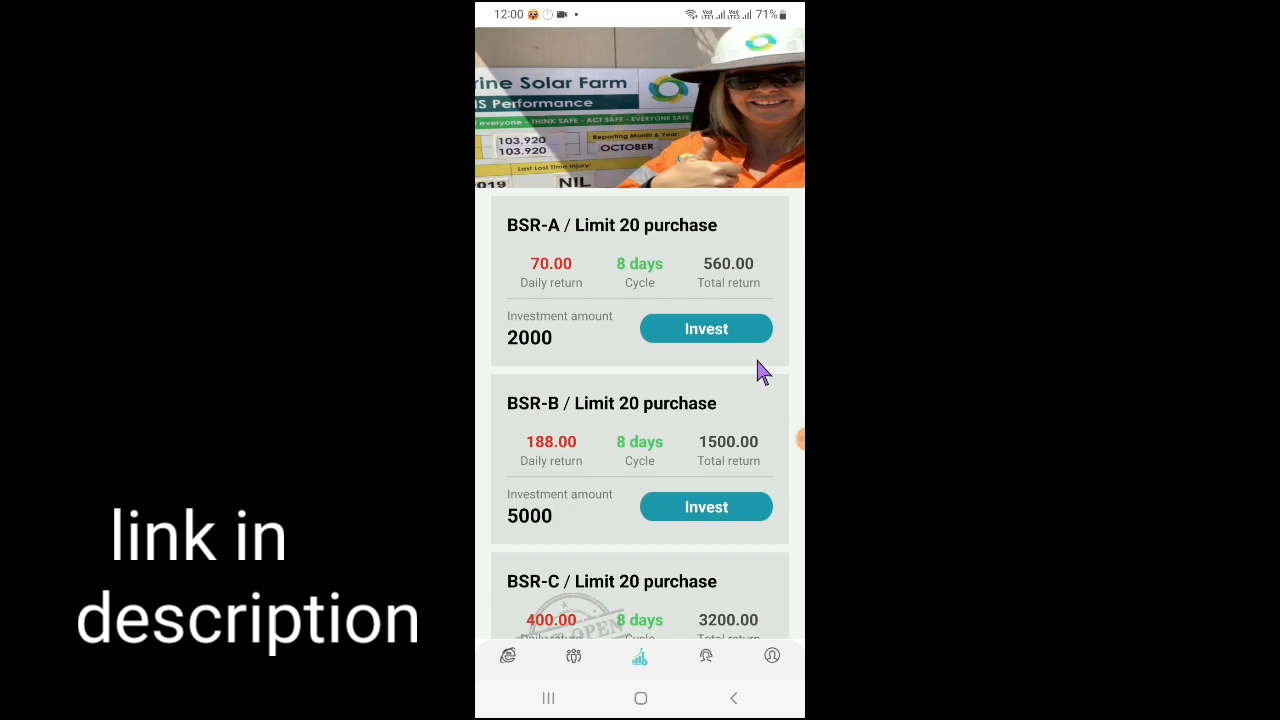 12:00
71%
rine Solar Farm
IS Performance
everyone - THINK SAFE - ACT SAFE - EVERYONE SAFE
103,920
103.920
Reporting Month & Year:
OCTOBER
Last Lost Time Injury:
2019
NIL
BSR-A / Limit 20 purchase
70.00 8 days 560.00
Daily return Cycle Total return
Investment amount
2000
Invest
BSR-B / Limit 20 purchase
188.00 8 days 1500.00
Daily return Cycle Total return
Investment amount
5000
Invest
BSR-C / Limit 20 purchase
400.00 8 days 3200.00
OPEN
link in
description